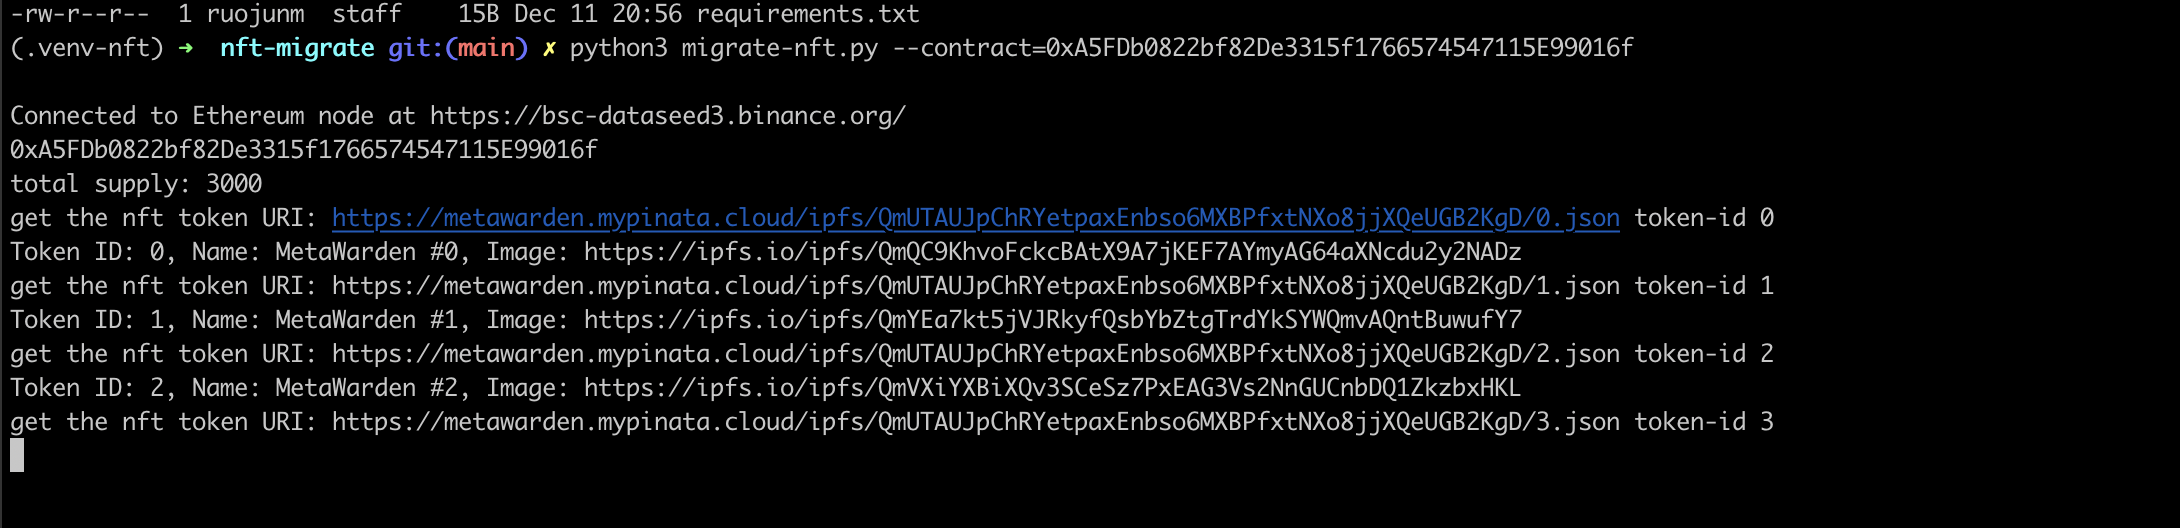 -rw-r--r--  1 ruojunm  staff    15B Dec 11 20:56 requirements.txt
(.venv-nft) ➜  nft-migrate git:(main) ✗ python3 migrate-nft.py --contract=0xA5FDb0822bf82De3315f1766574547115E99016f
Connected to Ethereum node at https://bsc-dataseed3.binance.org/
0xA5FDb0822bf82De3315f1766574547115E99016f
total supply: 3000
get the nft token URI: https://metawarden.mypinata.cloud/ipfs/QmUTAUJpChRYetpaxEnbso6MXBPfxtNXo8jjXQeUGB2KgD/0.json token-id 0
Token ID: 0, Name: MetaWarden #0, Image: https://ipfs.io/ipfs/QmQC9KhvoFckcBAtX9A7jKEF7AYmyAG64aXNcdu2y2NADz
get the nft token URI: https://metawarden.mypinata.cloud/ipfs/QmUTAUJpChRYetpaxEnbso6MXBPfxtNXo8jjXQeUGB2KgD/1.json token-id 1
Token ID: 1, Name: MetaWarden #1, Image: https://ipfs.io/ipfs/QmYEa7kt5jVJRkyfQsbYbZtgTrdYkSYWQmvAQntBuwufY7
get the nft token URI: https://metawarden.mypinata.cloud/ipfs/QmUTAUJpChRYetpaxEnbso6MXBPfxtNXo8jjXQeUGB2KgD/2.json token-id 2
Token ID: 2, Name: MetaWarden #2, Image: https://ipfs.io/ipfs/QmVXiYXBiXQv3SCeSz7PxEAG3Vs2NnGUCnbDQ1ZkzbxHKL
get the nft token URI: https://metawarden.mypinata.cloud/ipfs/QmUTAUJpChRYetpaxEnbso6MXBPfxtNXo8jjXQeUGB2KgD/3.json token-id 3